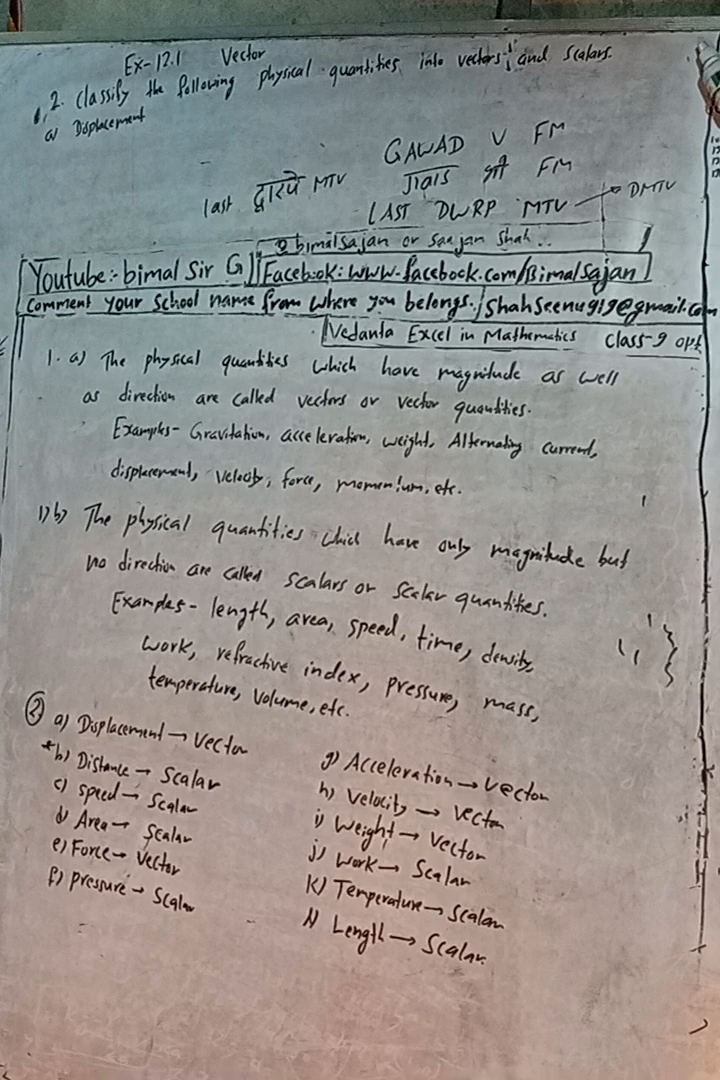 Ex-12.1 Vector
2. Classify the following physical quantities into vectors and scalars.
a) Displacement
GAWAD V FM
गावाड भी FM
last द्वारपे MTV
LAST DWRP MTV → DMTV
bimalsajan or Saajan Shah..
Youtube:- bimal Sir G Facebook: www.facebook.com/Bimalsajan
Comment your School name from where you belongs./Shahseenu919@gmail.com
Vedanta Excel in Mathematics Class-9 opt
1. a) The physical quantities which have magnitude as well
as direction are called vectors or vector quantities.
Examples- Gravitation, acceleration, weight, Alternating current,
displacement, Velocity, force, momentum, etc.
1) b) The physical quantities which have only magnitude but
no direction are called scalars or scalar quantities.
Examples- length, area, speed, time, density,
work, refractive index, pressure, mass,
temperature, volume, etc.
② a) Displacement → Vector
b) Distance → Scalar
c) speed → Scalar
d) Area → Scalar
e) Force → Vector
f) pressure → Scalar
g) Acceleration → Vector
h) Velocity → Vector
i) Weight → Vector
j) Work → Scalar
K) Temperature → Scalar
l) Length → Scalar